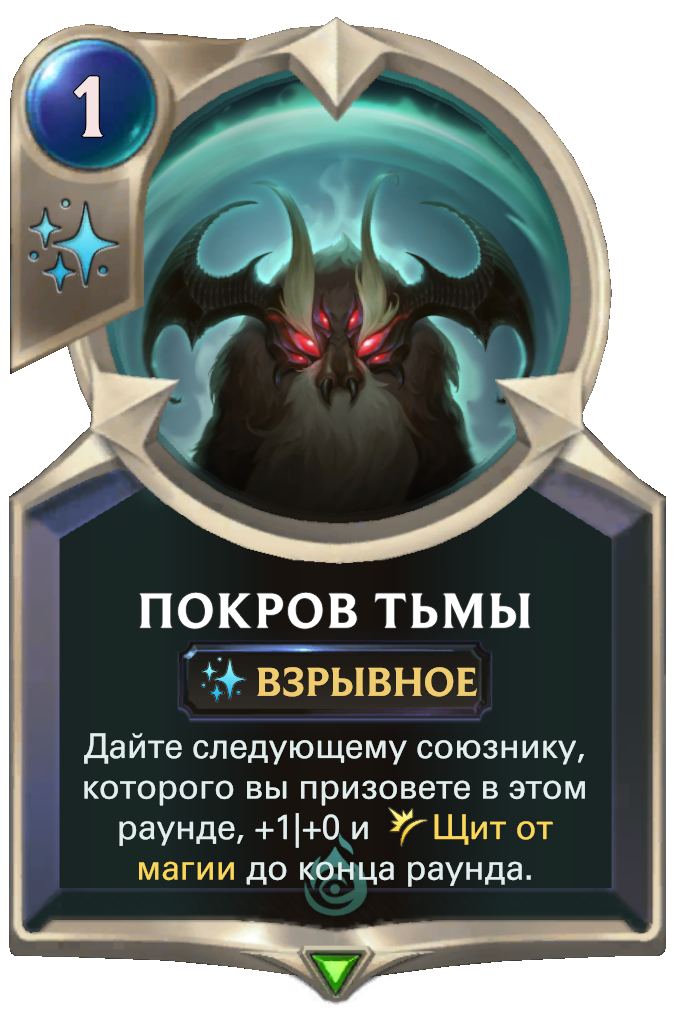 1
ПОКРОВ ТЬМЫ
ВЗРЫВНОЕ
Дайте следующему союзнику,
которого вы призовете в этом
раунде, +1|+0 и Щит от
магии до конца раунда.